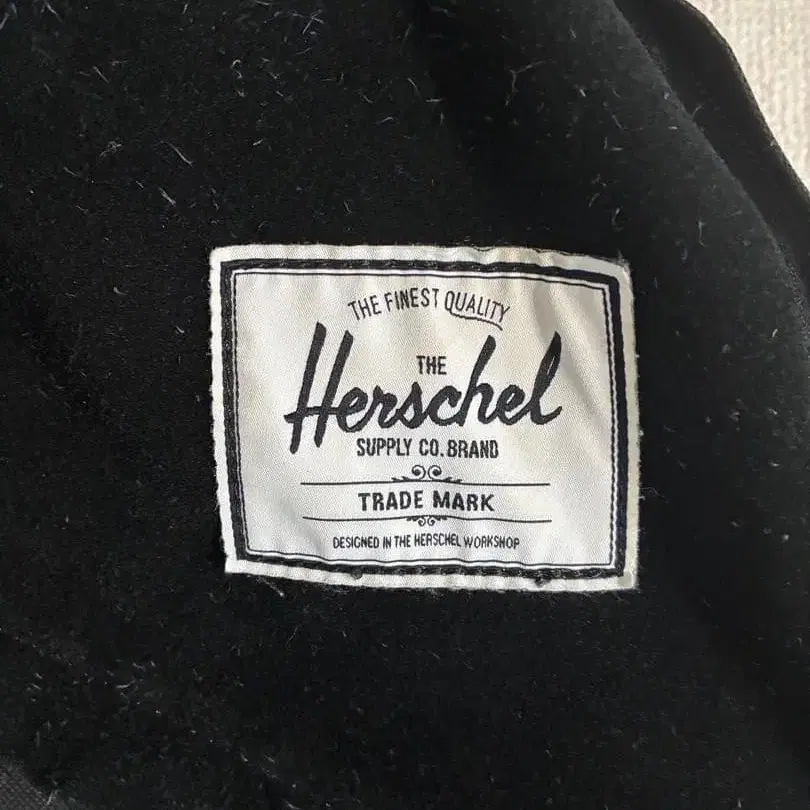 THE FINEST QUALITY
THE
Herschel
SUPPLY CO. BRAND
TRADE MARK
DESIGNED IN THE HERSCHEL WORKSHOP